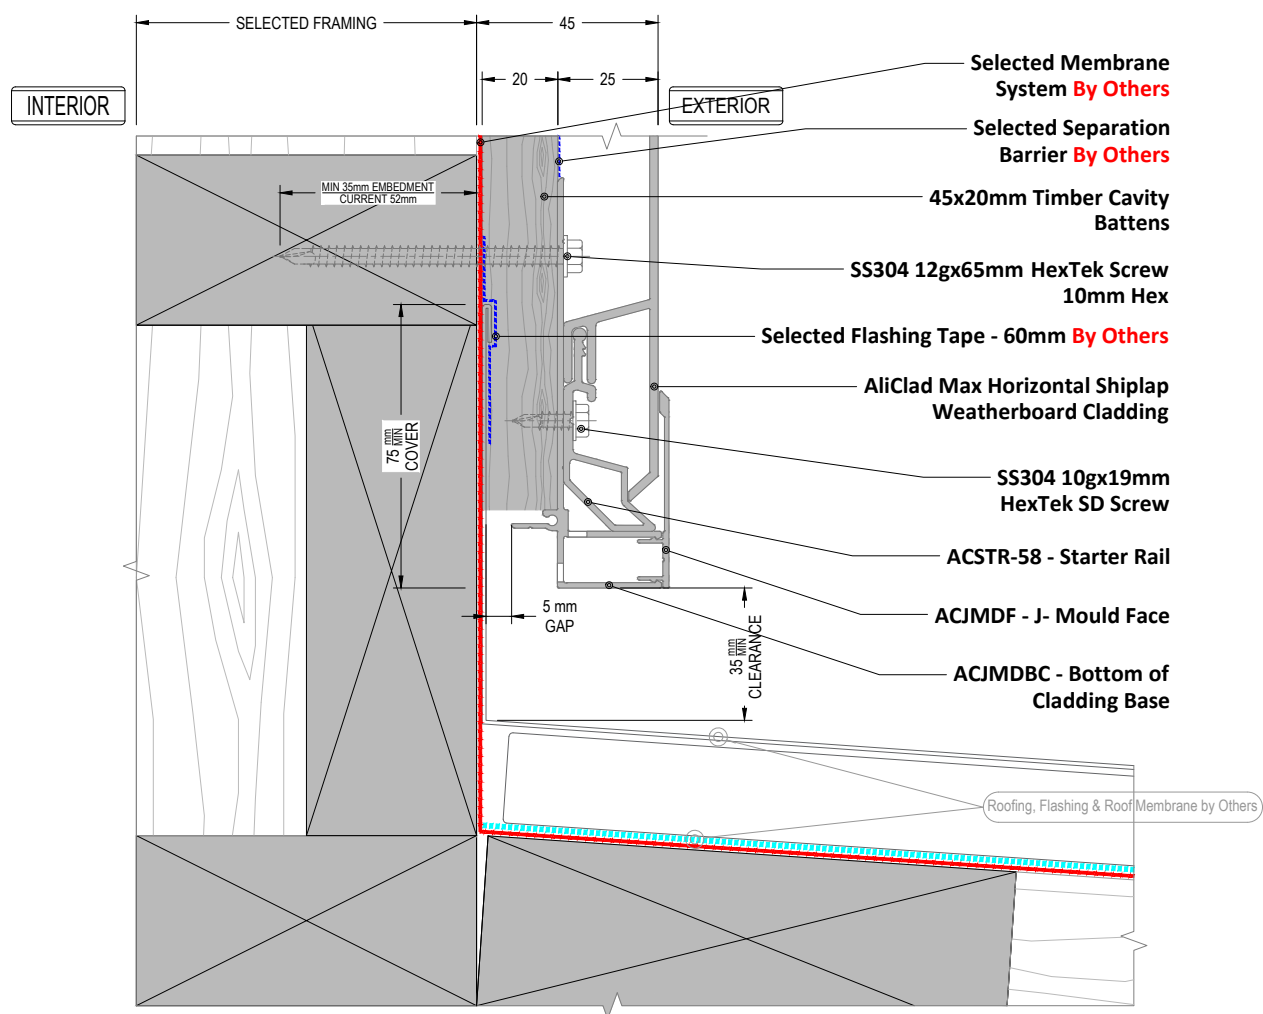 SELECTED FRAMING
45
20
25
INTERIOR
EXTERIOR
Selected Membrane
System By Others
Selected Separation
Barrier By Others
MIN 35mm EMBEDMENT
CURRENT 52mm
45x20mm Timber Cavity
Battens
SS304 12gx65mm HexTek Screw
10mm Hex
Selected Flashing Tape - 60mm By Others
AliClad Max Horizontal Shiplap
Weatherboard Cladding
75 mm MIN
COVER
SS304 10gx19mm
HexTek SD Screw
ACSTR-58 - Starter Rail
5 mm
GAP
ACJMDF - J- Mould Face
35 mm MIN
CLEARANCE
ACJMDBC - Bottom of
Cladding Base
Roofing, Flashing & Roof Membrane by Others